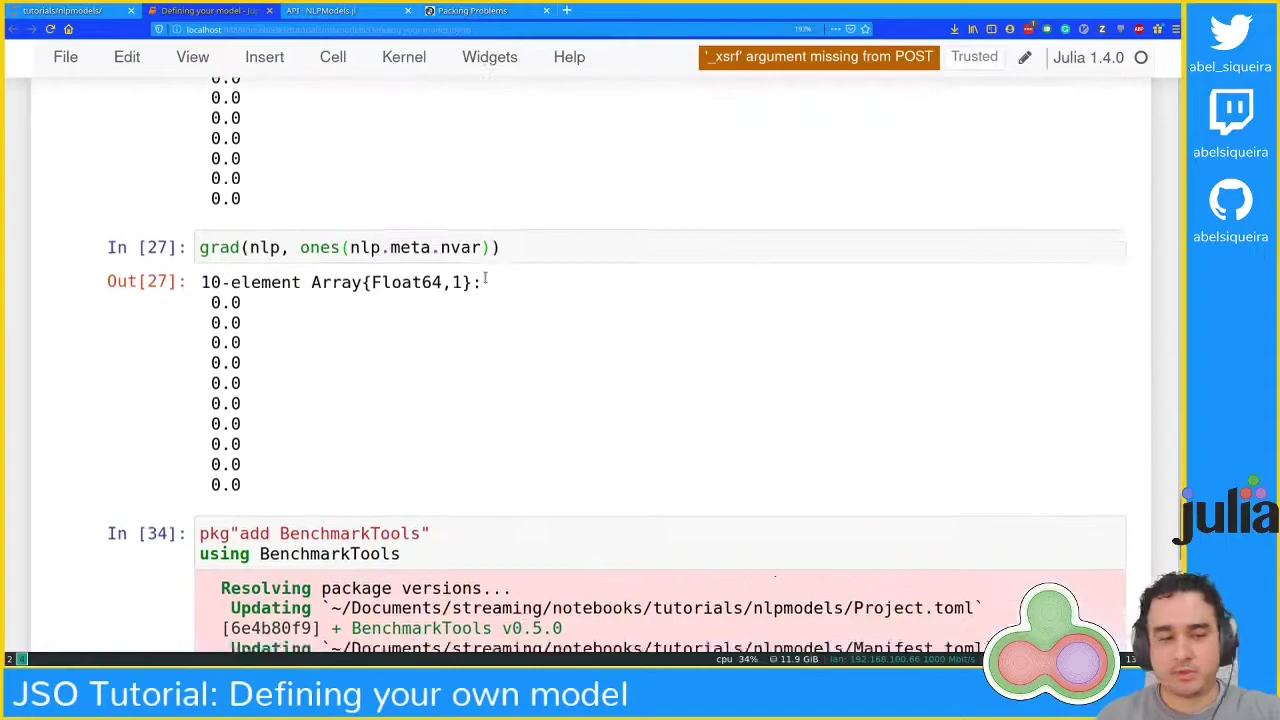 tutorials/nlpmodels/
Defining your model - Jup
API · NLPModels.jl
Packing Problems
localhost
193%
File Edit View Insert Cell Kernel Widgets Help
'_xsrf' argument missing from POST
Trusted
Julia 1.4.0
0.0
0.0
0.0
0.0
0.0
0.0
0.0
In [27]: grad(nlp, ones(nlp.meta.nvar))
Out[27]: 10-element Array{Float64,1}:
0.0
0.0
0.0
0.0
0.0
0.0
0.0
0.0
0.0
0.0
In [34]: pkg"add BenchmarkTools"
using BenchmarkTools
Resolving package versions...
Updating `~/Documents/streaming/notebooks/tutorials/nlpmodels/Project.toml`
[6e4b80f9] + BenchmarkTools v0.5.0
Updating `~/Documents/streaming/notebooks/tutorials/nlpmodels/Manifest.toml`
2 4 cpu 34% 11.9 GiB lan: 192.168.100.66 1000 Mbit/s 13
abel_siqueira
abelsiqueira
abelsiqueira
julia
JSO Tutorial: Defining your own model